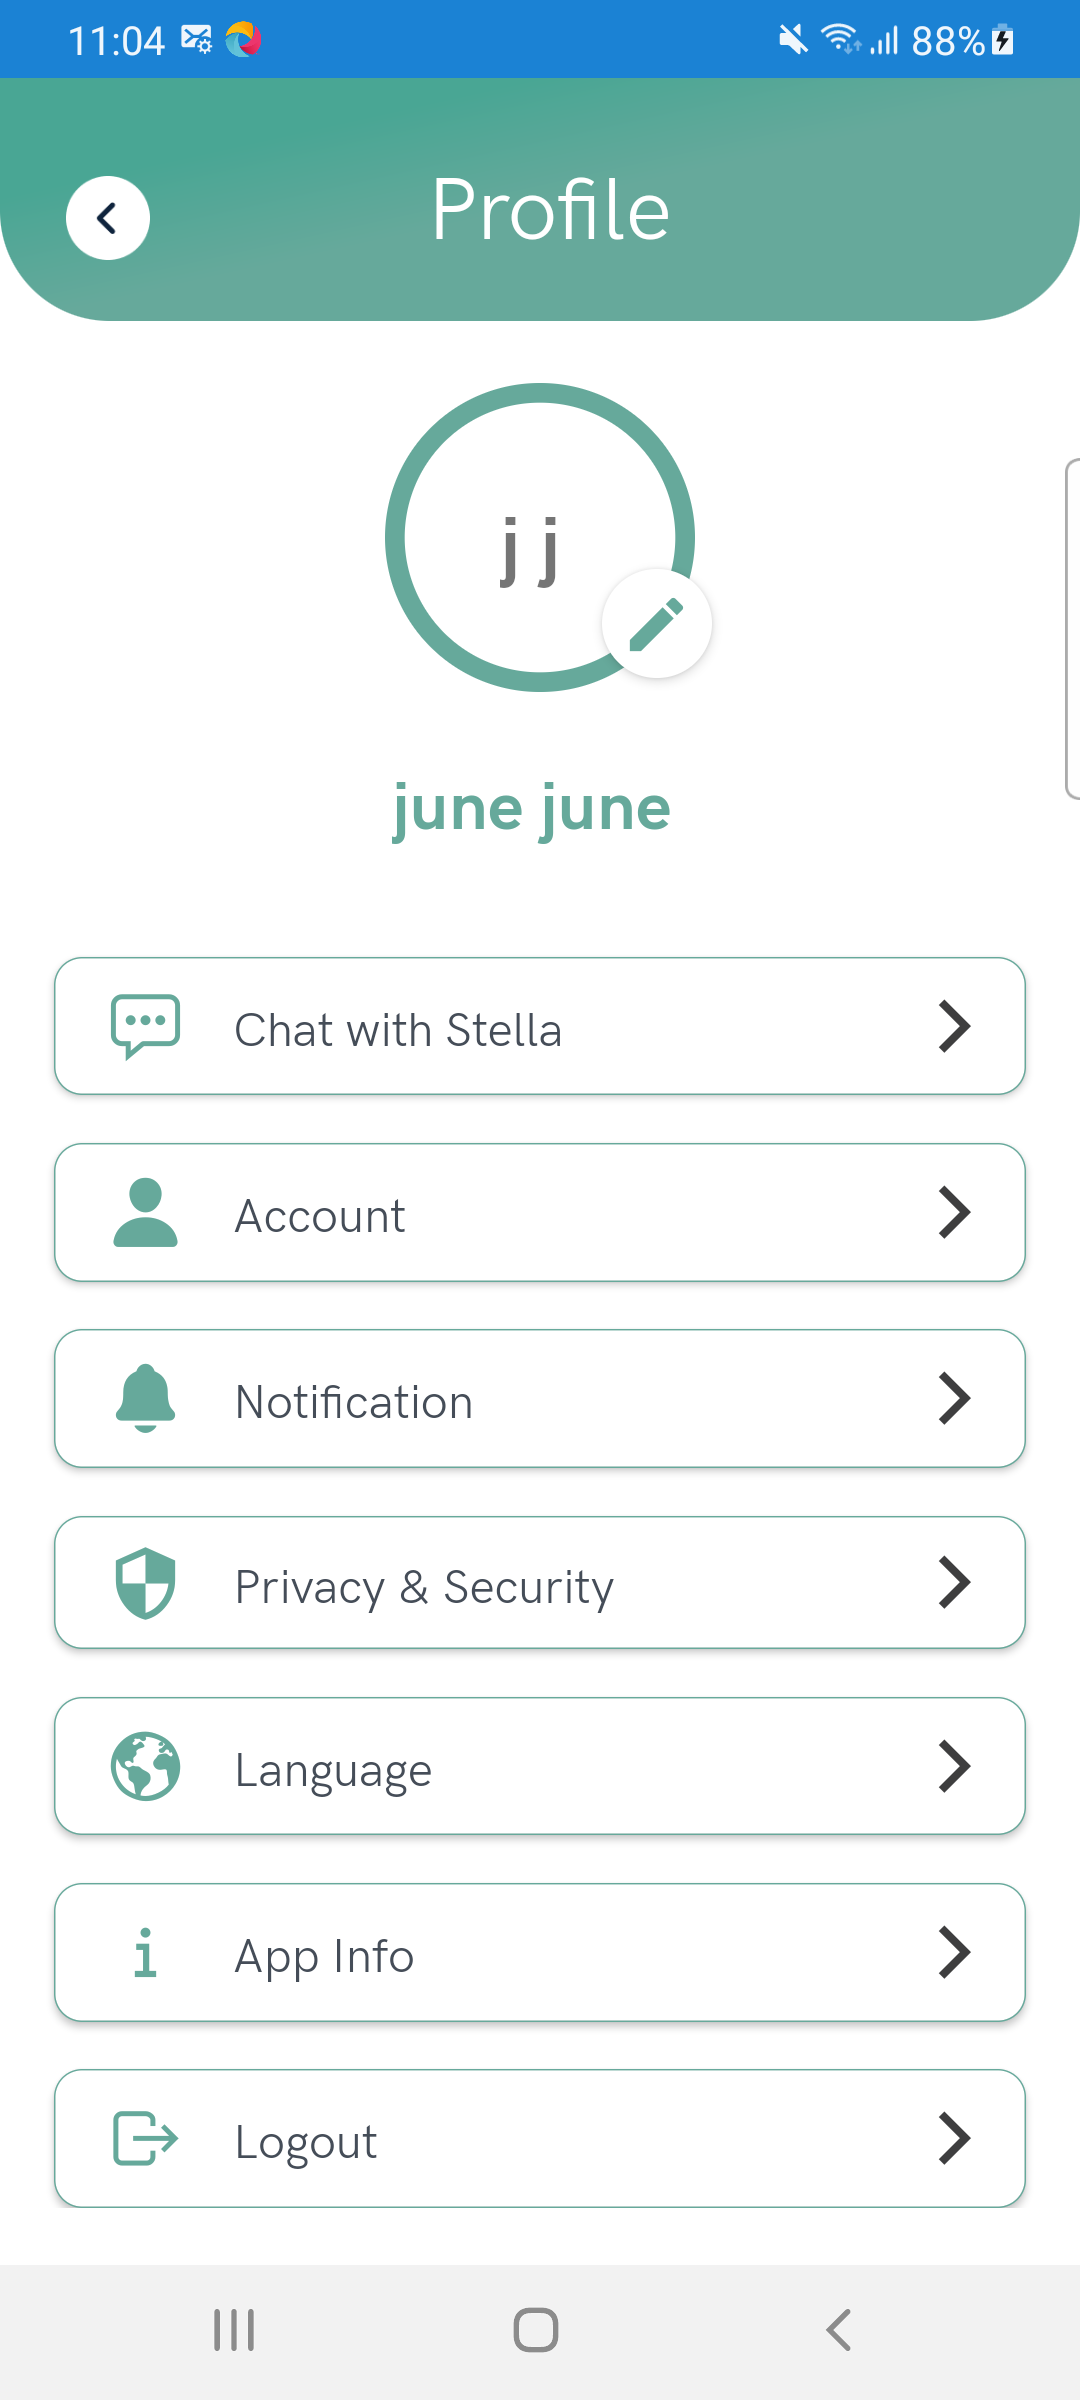 11:04 88%
Profile
j j
june june
Chat with Stella
Account
Notification
Privacy & Security
Language
App Info
Logout